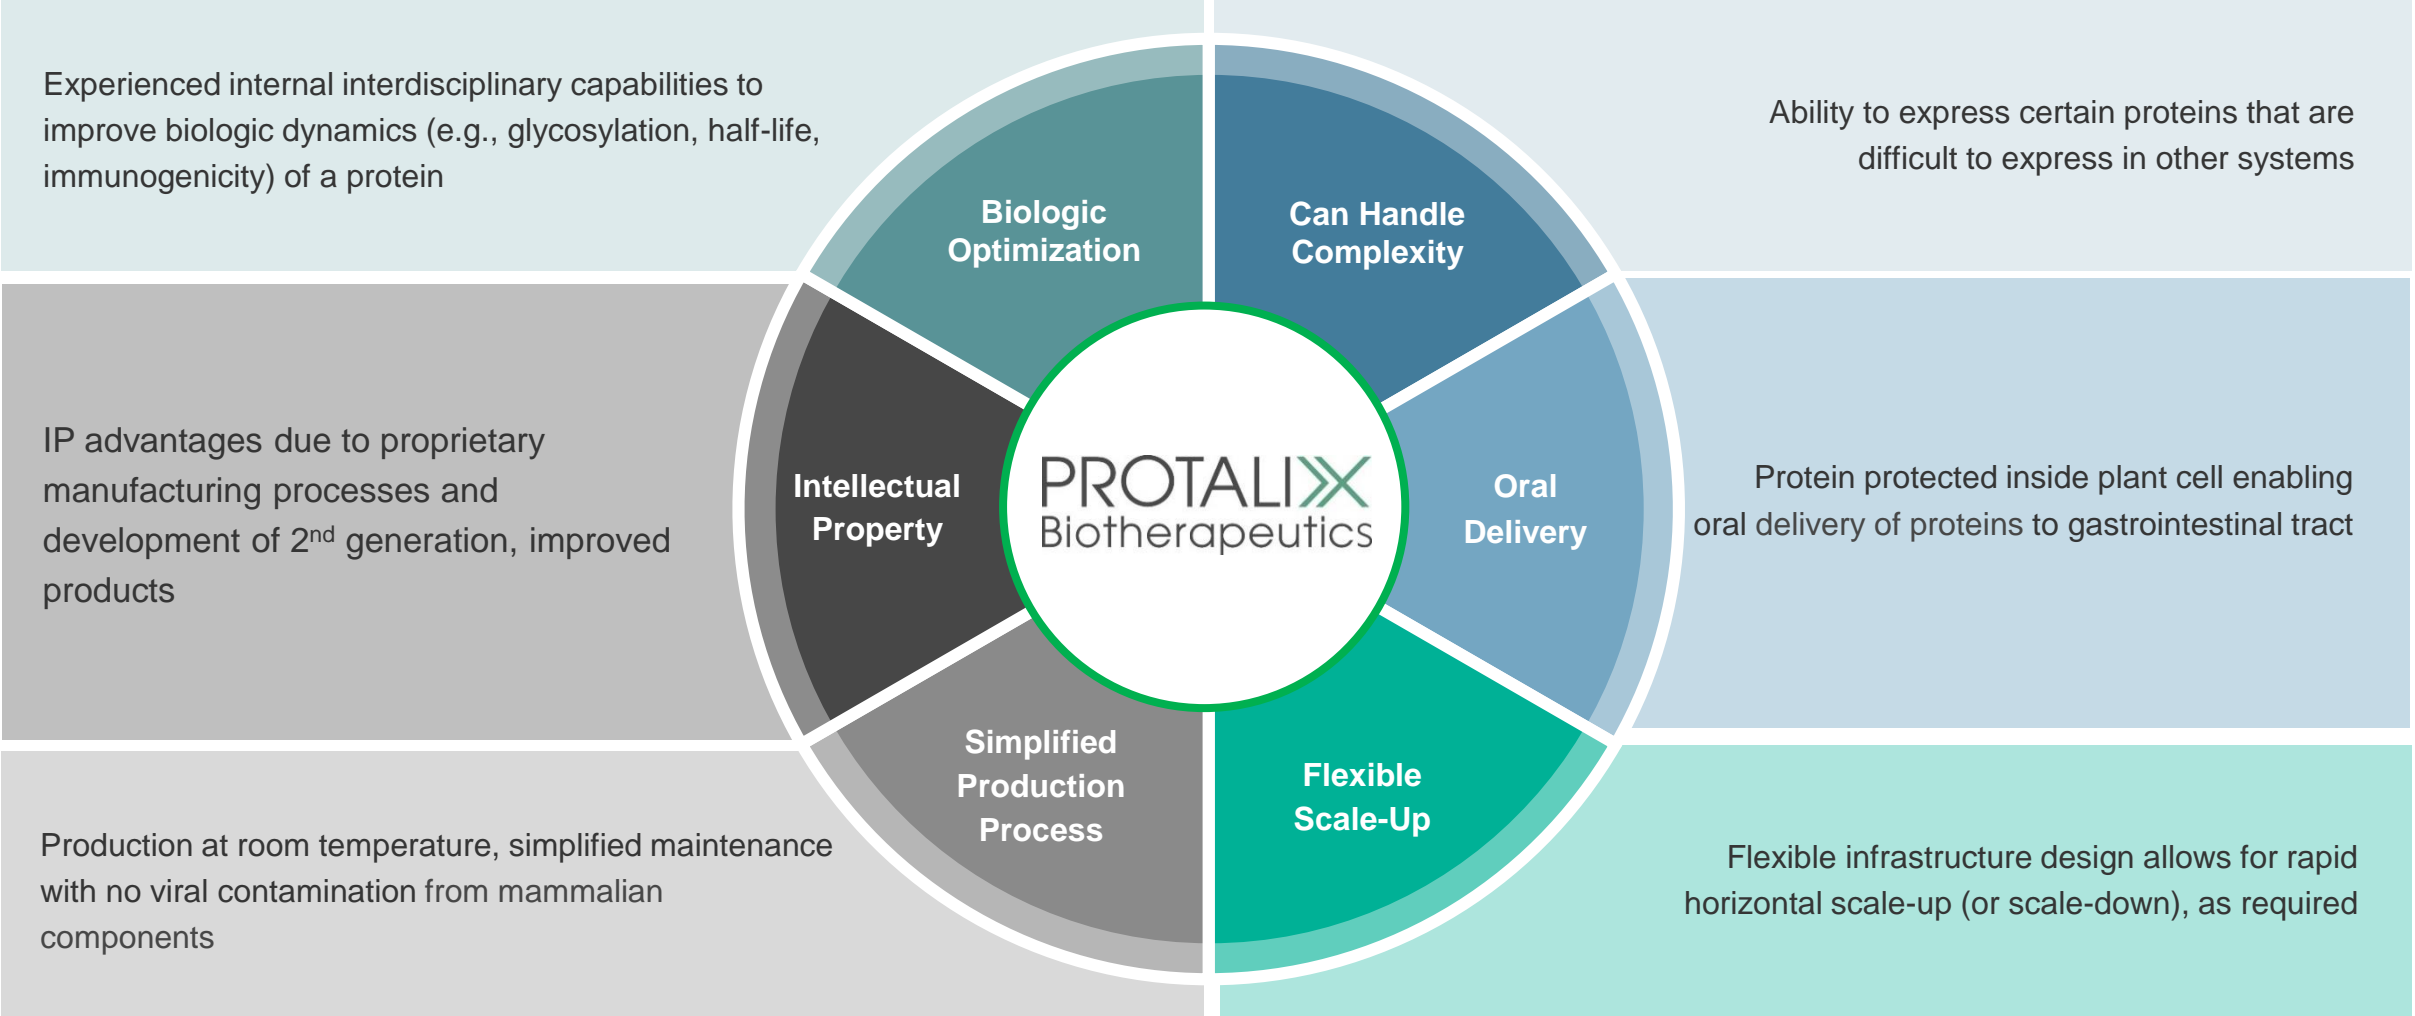 Experienced internal interdisciplinary capabilities to
improve biologic dynamics (e.g., glycosylation, half-life,
immunogenicity) of a protein
Biologic
Optimization
Can Handle
Complexity
Ability to express certain proteins that are
difficult to express in other systems
IP advantages due to proprietary
manufacturing processes and
development of 2nd generation, improved
products
Intellectual
Property
PROTALIX
Biotherapeutics
Oral
Delivery
Protein protected inside plant cell enabling
oral delivery of proteins to gastrointestinal tract
Production at room temperature, simplified maintenance
with no viral contamination from mammalian
components
Simplified
Production
Process
Flexible
Scale-Up
Flexible infrastructure design allows for rapid
horizontal scale-up (or scale-down), as required